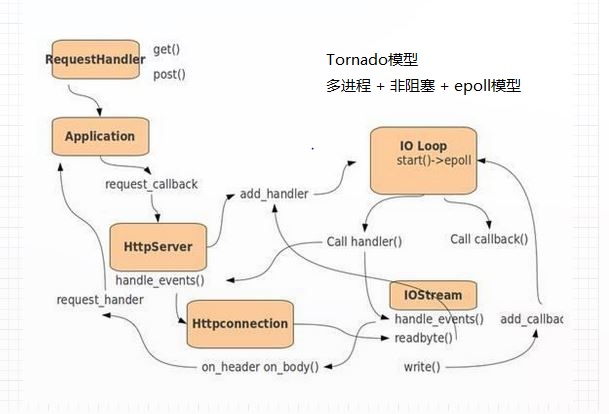 get()
RequestHandler
post()
Tornado模型
多进程 + 非阻塞 + epoll模型
Application
IO Loop
start()->epoll
request_callback
add_handler
HttpServer
Call handler()
Call callback()
handle_events()
IOStream
request_hander
Httpconnection
handle_events()
add_callbac
readbyte()
on_header on_body()
write()